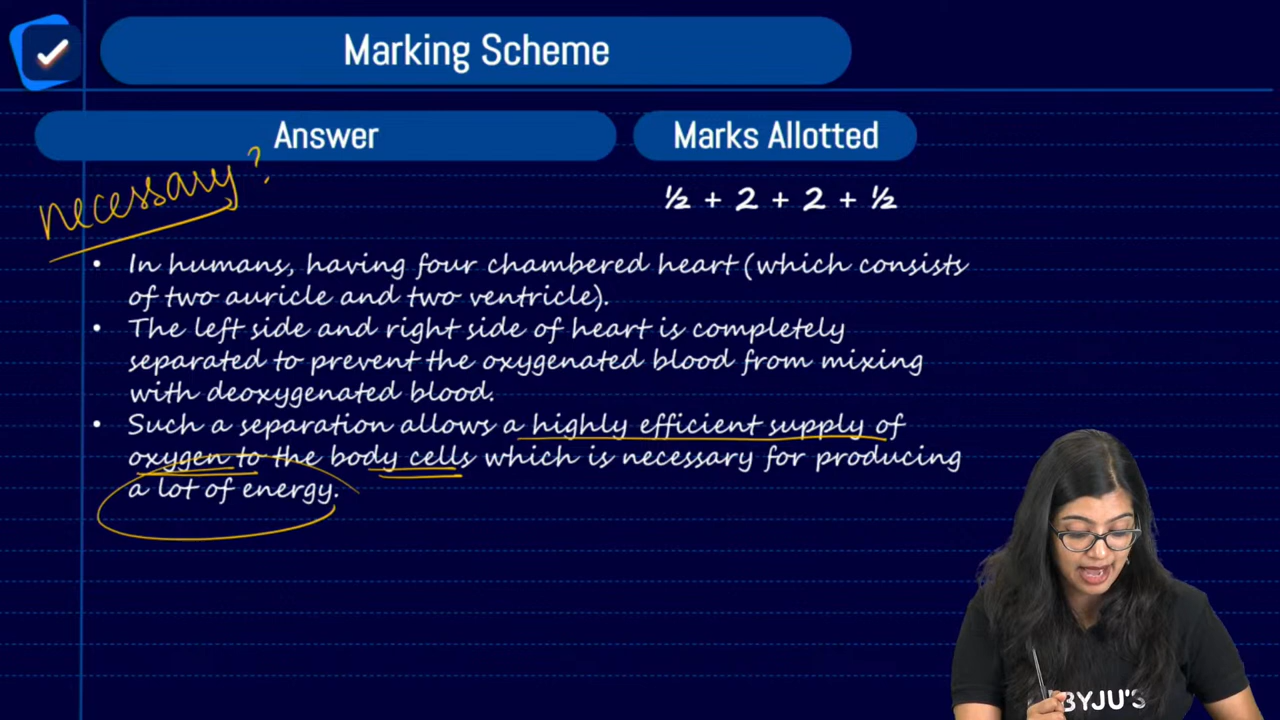 Marking Scheme
Answer
Marks Allotted
necessary?
½ + 2 + 2 + ½
• In humans, having four chambered heart (which consists
of two auricle and two ventricle).
• The left side and right side of heart is completely
separated to prevent the oxygenated blood from mixing
with deoxygenated blood.
• Such a separation allows a highly efficient supply of
oxygen to the body cells which is necessary for producing
a lot of energy.
BYJU'S